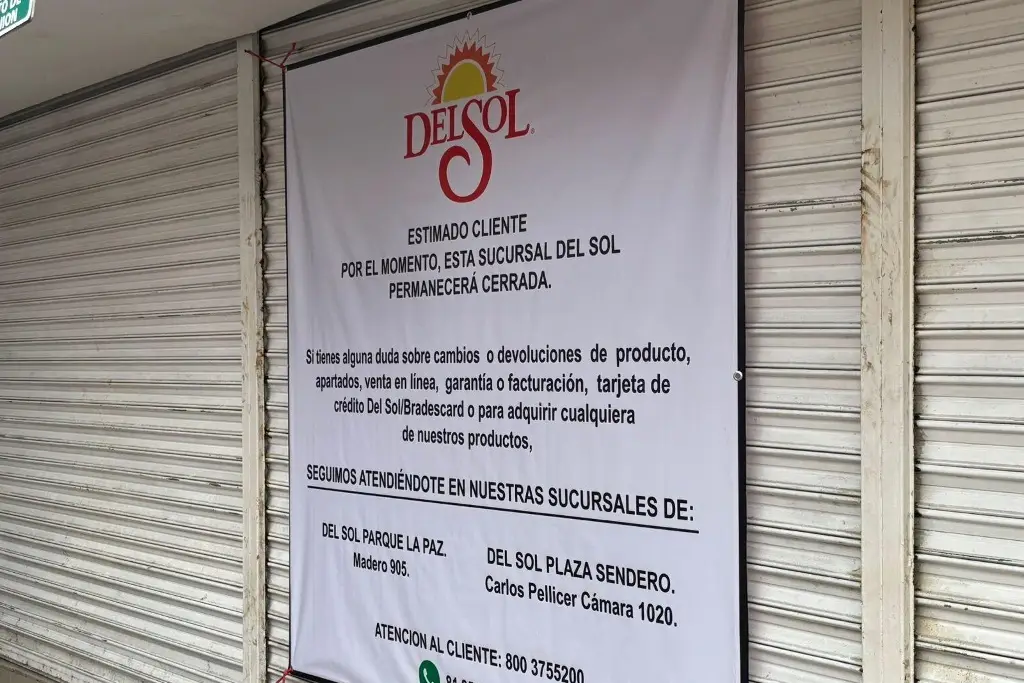 DEL SOL
ESTIMADO CLIENTE
POR EL MOMENTO, ESTA SUCURSAL DEL SOL
PERMANECERÁ CERRADA.
Si tienes alguna duda sobre cambios o devoluciones de producto,
apartados, venta en línea, garantía o facturación, tarjeta de
crédito Del Sol/Bradescard o para adquirir cualquiera
de nuestros productos,
SEGUIMOS ATENDIÉNDOTE EN NUESTRAS SUCURSALES DE:
DEL SOL PARQUE LA PAZ.
Madero 905.
DEL SOL PLAZA SENDERO.
Carlos Pellicer Cámara 1020.
ATENCION AL CLIENTE: 800 3755200